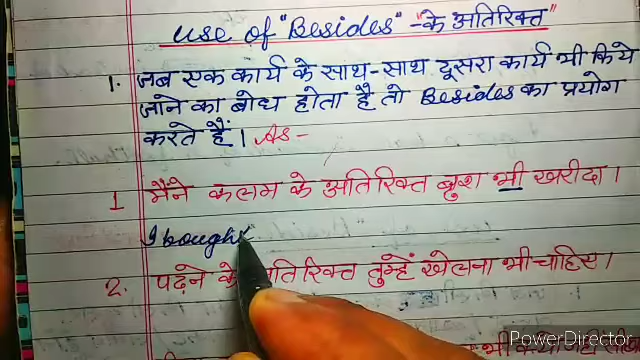 use of "Besides" - "के अतिरिक्त"
1. जब एक कार्य के साथ-साथ दूसरा कार्य भी किये
जाने का बोध होता है तो Besides का प्रयोग
करते हैं। As-
1 मैंने कलम के अतिरिक्त ब्रुश भी खरीदा।
I bought
2. पढ़ने के अतिरिक्त तुम्हें खेलना भी चाहिए।
भी
PowerDirector